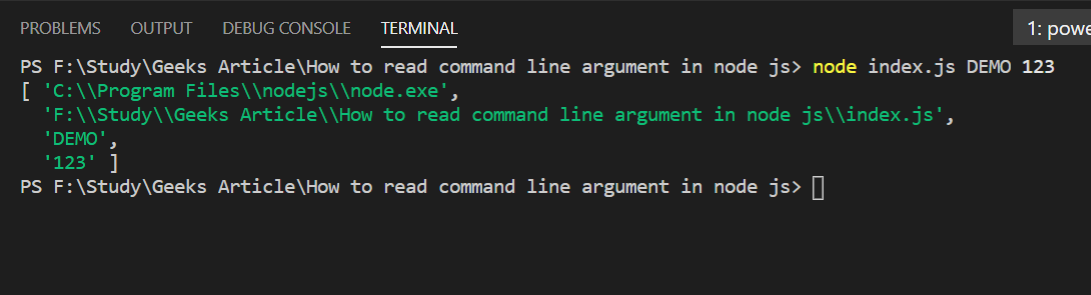 PROBLEMS OUTPUT DEBUG CONSOLE TERMINAL 1: powe
PS F:\Study\Geeks Article\How to read command line argument in node js> node index.js DEMO 123
[ 'C:\\Program Files\\nodejs\\node.exe',
'F:\\Study\\Geeks Article\\How to read command line argument in node js\\index.js',
'DEMO',
'123' ]
PS F:\Study\Geeks Article\How to read command line argument in node js>